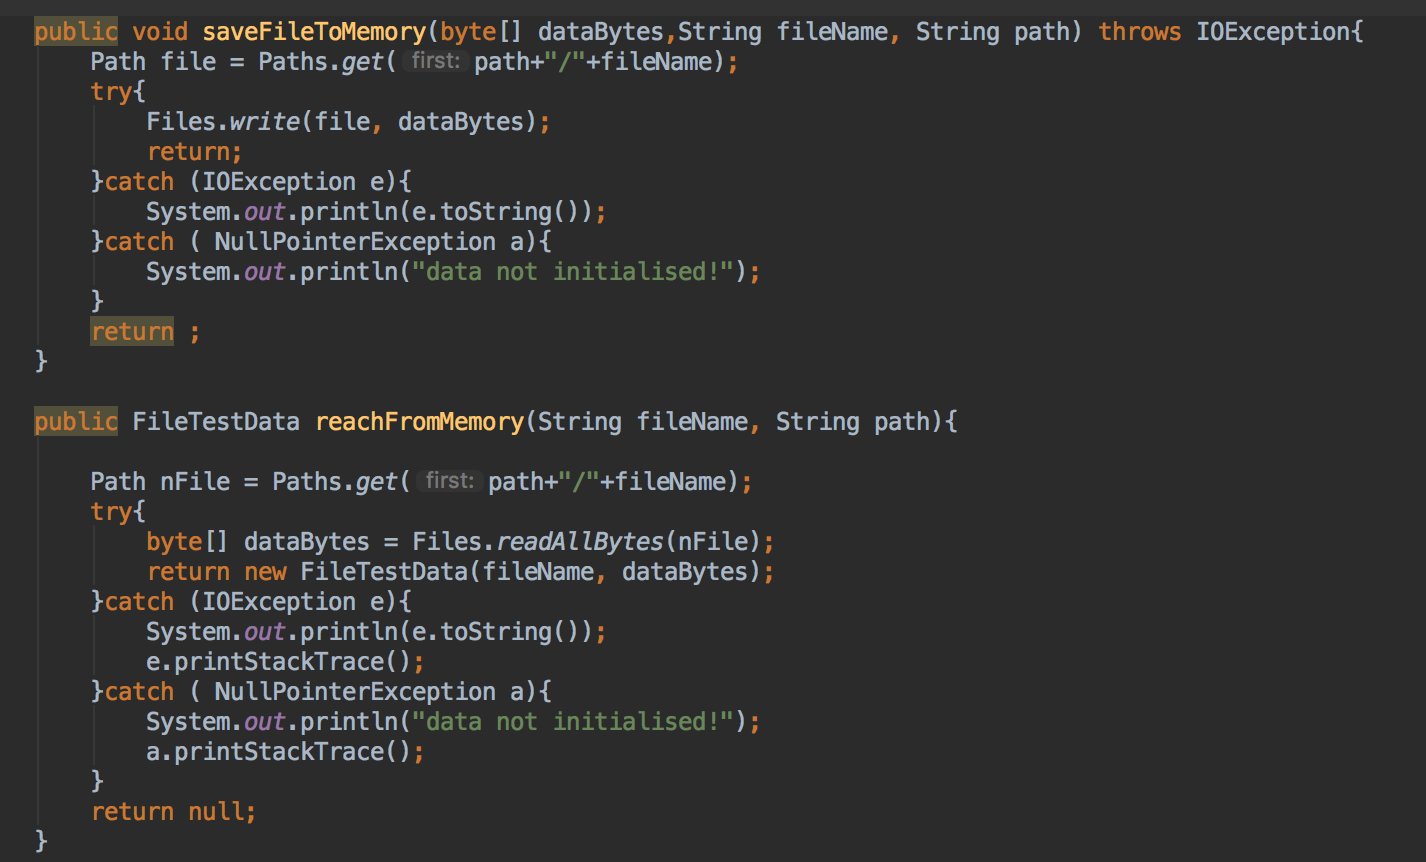 public void saveFileToMemory(byte[] dataBytes,String fileName, String path) throws IOException{
    Path file = Paths.get( first: path+"/"+fileName);
    try{
        Files.write(file, dataBytes);
        return;
    }catch (IOException e){
        System.out.println(e.toString());
    }catch ( NullPointerException a){
        System.out.println("data not initialised!");
    }
    return ;
}
public FileTestData reachFromMemory(String fileName, String path){
    Path nFile = Paths.get( first: path+"/"+fileName);
    try{
        byte[] dataBytes = Files.readAllBytes(nFile);
        return new FileTestData(fileName, dataBytes);
    }catch (IOException e){
        System.out.println(e.toString());
        e.printStackTrace();
    }catch ( NullPointerException a){
        System.out.println("data not initialised!");
        a.printStackTrace();
    }
    return null;
}